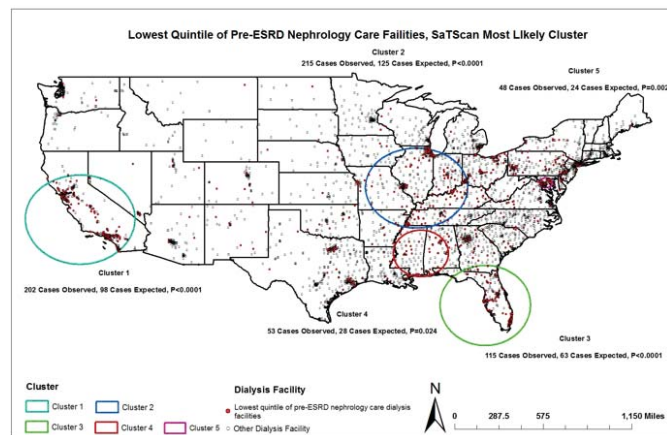 Lowest Quintile of Pre-ESRD Nephrology Care Failities, SaTScan Most LIkely Cluster
Cluster 2
215 Cases Observed, 125 Cases Expected, P<0.0001
Cluster 5
48 Cases Observed, 24 Cases Expected, P=0.002
Cluster 1
202 Cases Observed, 98 Cases Expected, P<0.0001
Cluster 4
53 Cases Observed, 28 Cases Expected, P=0.024
Cluster 3
115 Cases Observed, 63 Cases Expected, P<0.0001
Cluster
Cluster 1
Cluster 2
Cluster 3
Cluster 4
Cluster 5
Dialysis Facility
Lowest quintile of pre-ESRD nephrology care dialysis
facilities
Other Dialysis Facility
N
0 287.5 575 1,150 Miles